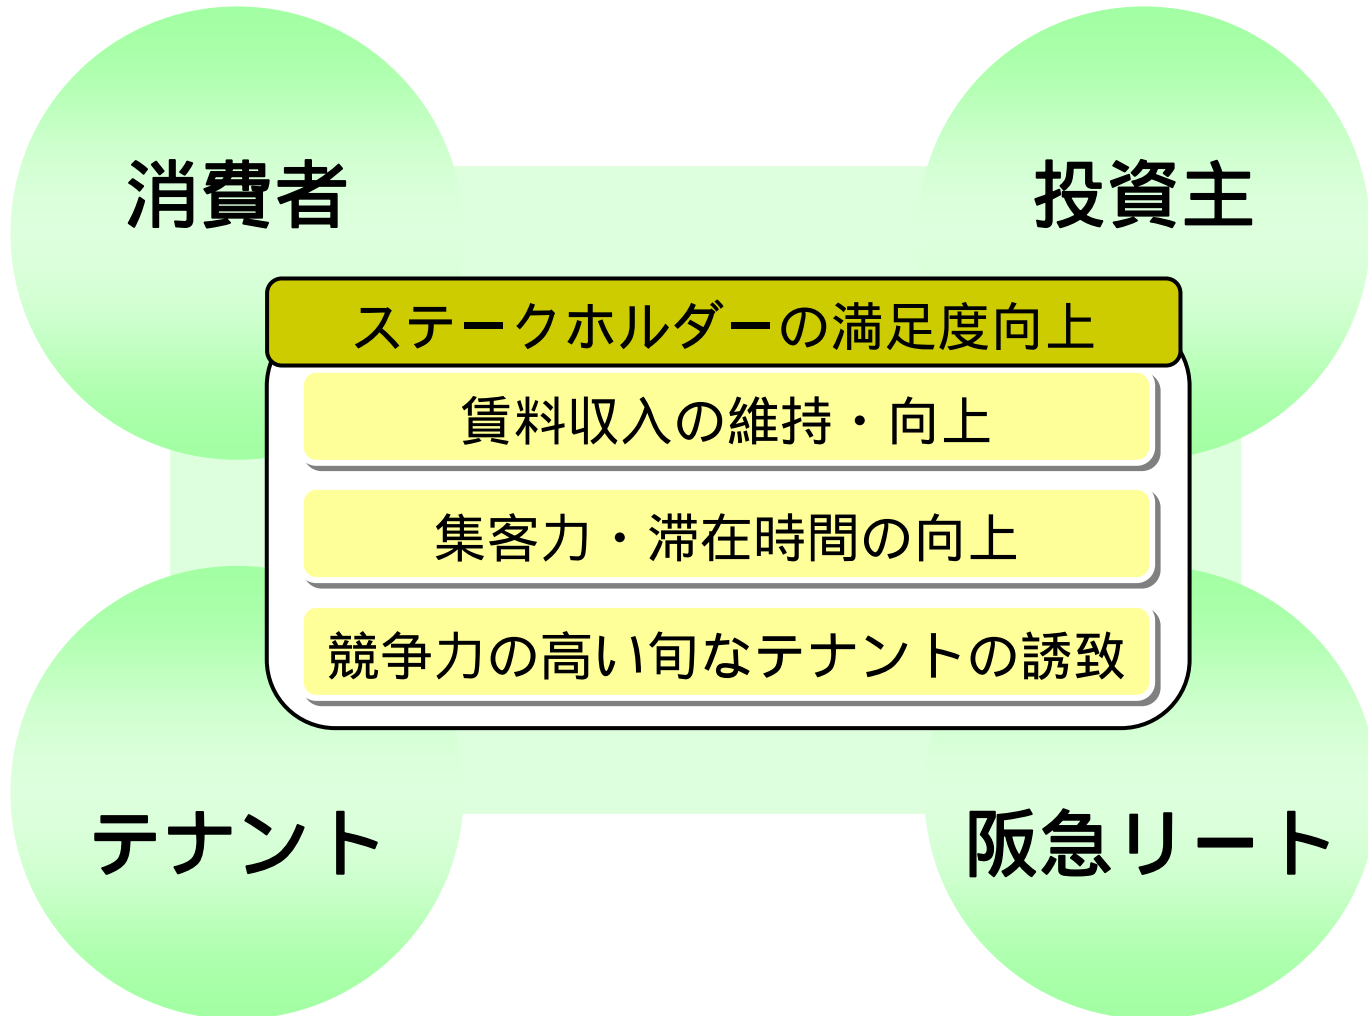 消費者
投資主
ステークホルダーの満足度向上
賃料収入の維持・向上
集客力・滞在時間の向上
競争力の高い旬なテナントの誘致
テナント
阪急リート